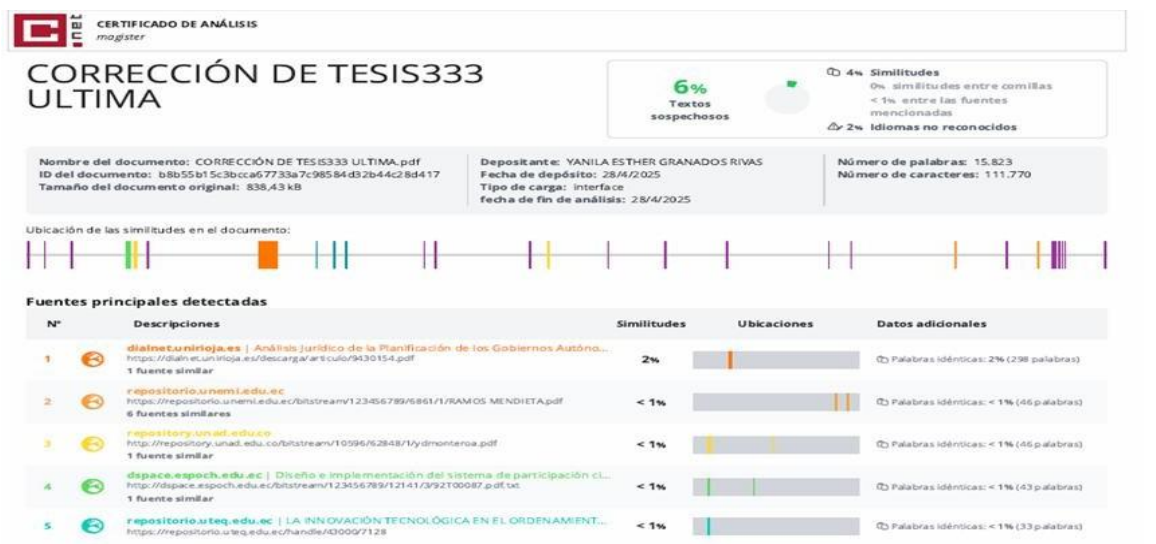 C
.net
CERTIFICADO DE ANÁLISIS
magister
CORRECCIÓN DE TESIS333
ULTIMA
6%
Textos
sospechosos
4% Similitudes
0% similitudes entre comillas
< 1% entre las fuentes
mencionadas
2% Idiomas no reconocidos
Nombre del documento: CORRECCIÓN DE TESIS333 ULTIMA.pdf
ID del documento: b8b55b15c3bcca67733a7c98584d32b44c28d417
Tamaño del documento original: 838,43 kB
Depositante: YANILA ESTHER GRANADOS RIVAS
Fecha de depósito: 28/4/2025
Tipo de carga: interface
fecha de fin de análisis: 28/4/2025
Número de palabras: 15.823
Número de caracteres: 111.770
Ubicación de las similitudes en el documento:
Fuentes principales detectadas
N° Descripciones Similitudes Ubicaciones Datos adicionales
1 dialnet.unirioja.es | Análisis Jurídico de la Planificación de los Gobiernos Autóno...
https://dialnet.unirioja.es/descarga/articulo/9430154.pdf
1 fuente similar
2% Palabras idénticas: 2% (298 palabras)
2 repositorio.unemi.edu.ec
https://repositorio.unemi.edu.ec/bitstream/123456789/6861/1/RAMOS MENDIETA.pdf
6 fuentes similares
< 1% Palabras idénticas: < 1% (46 palabras)
3 repository.unad.edu.co
http://repository.unad.edu.co/bitstream/10596/62848/1/ydmonteroa.pdf
1 fuente similar
< 1% Palabras idénticas: < 1% (46 palabras)
4 dspace.espoch.edu.ec | Diseño e implementación del sistema de participación ci...
http://dspace.espoch.edu.ec/bitstream/123456789/12141/3/92T00087.pdf.txt
1 fuente similar
< 1% Palabras idénticas: < 1% (43 palabras)
5 repositorio.uteq.edu.ec | LA INNOVACIÓN TECNOLÓGICA EN EL ORDENAMIENT...
https://repositorio.uteq.edu.ec/handle/43000/7128
< 1% Palabras idénticas: < 1% (33 palabras)